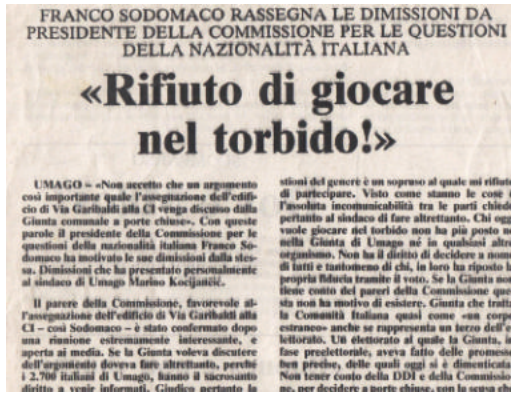 FRANCO SODOMACO RASSEGNA LE DIMISSIONI DA
PRESIDENTE DELLA COMMISSIONE PER LE QUESTIONI
DELLA NAZIONALITÀ ITALIANA
«Rifiuto di giocare
nel torbido!»
UMAGO – «Non accetto che un argomento
così importante quale l'assegnazione dell'edifi-
cio di Via Garibaldi alla CI venga discusso dalla
Giunta comunale a porte chiuse». Con queste
parole il presidente della Commissione per le
questioni della nazionalità italiana Franco So-
domaco ha motivato le sue dimissioni dalla stes-
sa. Dimissioni che ha presentato personalmente
al sindaco di Umago Marino Kocijančić.
Il parere della Commissione, favorevole al-
l'assegnazione dell'edificio di Via Garibaldi alla
CI – così Sodomaco – è stato confermato dopo
una riunione estremamente interessante, e
aperta ai media. Se la Giunta voleva discutere
dell'argomento doveva fare altrettanto, perché
i 2.700 italiani di Umago, hanno il sacrosanto
diritto a venir informati. Giudico pertanto la
stioni del genere è un sopruso al quale mi rifiuto
di partecipare. Visto come stanno le cose e
l'assoluta incomunicabilità tra le parti chiedo
pertanto al sindaco di fare altrettanto. Chi oggi
vuole giocare nel torbido non ha più posto né
nella Giunta di Umago né in qualsiasi altro
organismo. Non ha il diritto di decidere a nome
di tutti e tantomeno di chi, in loro ha riposto la
propria fiducia tramite il voto. Se la Giunta non
tiene conto dei pareri della Commissione que-
sta non ha motivo di esistere. Giunta che tratta
la Comunità Italiana quasi come «un corpo
estraneo» anche se rappresenta un terzo dell'e-
lettorato. Un elettorato al quale la Giunta, in
fase preelettorale, aveva fatto delle promesse
ben precise, delle quali oggi si è dimenticata.
Non tener conto della DDI e della Commissio-
ne, per decidere a porte chiuse, con la scusa che